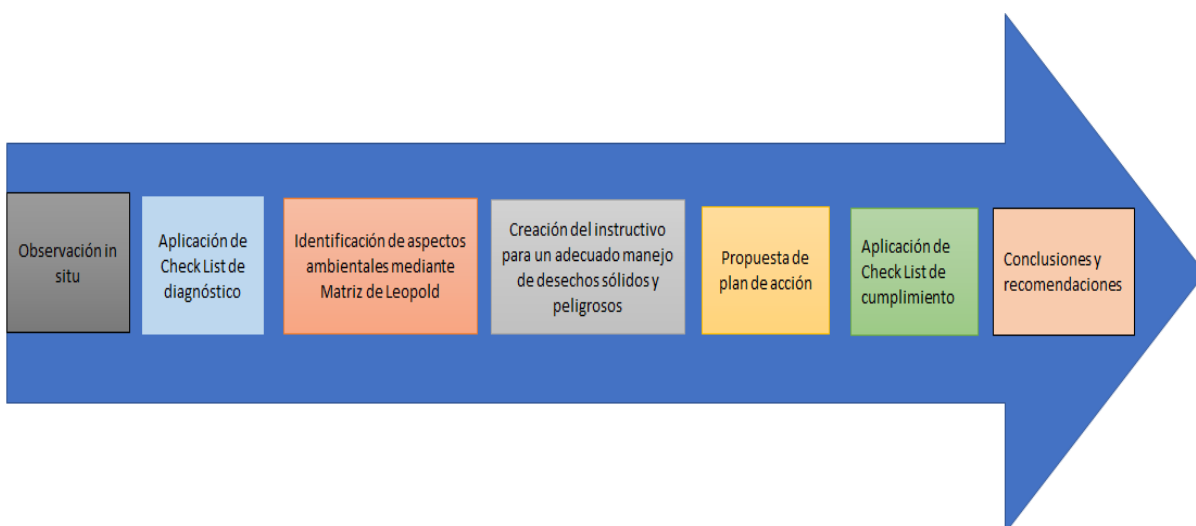 Observación in
situ
Aplicación de
Check List de
diagnóstico
Identificación de aspectos
ambientales mediante
Matriz de Leopold
Creación del instructivo
para un adecuado manejo
de desechos sólidos y
peligrosos
Propuesta de
plan de acción
Aplicación de
Check List de
cumplimiento
Conclusiones y
recomendaciones